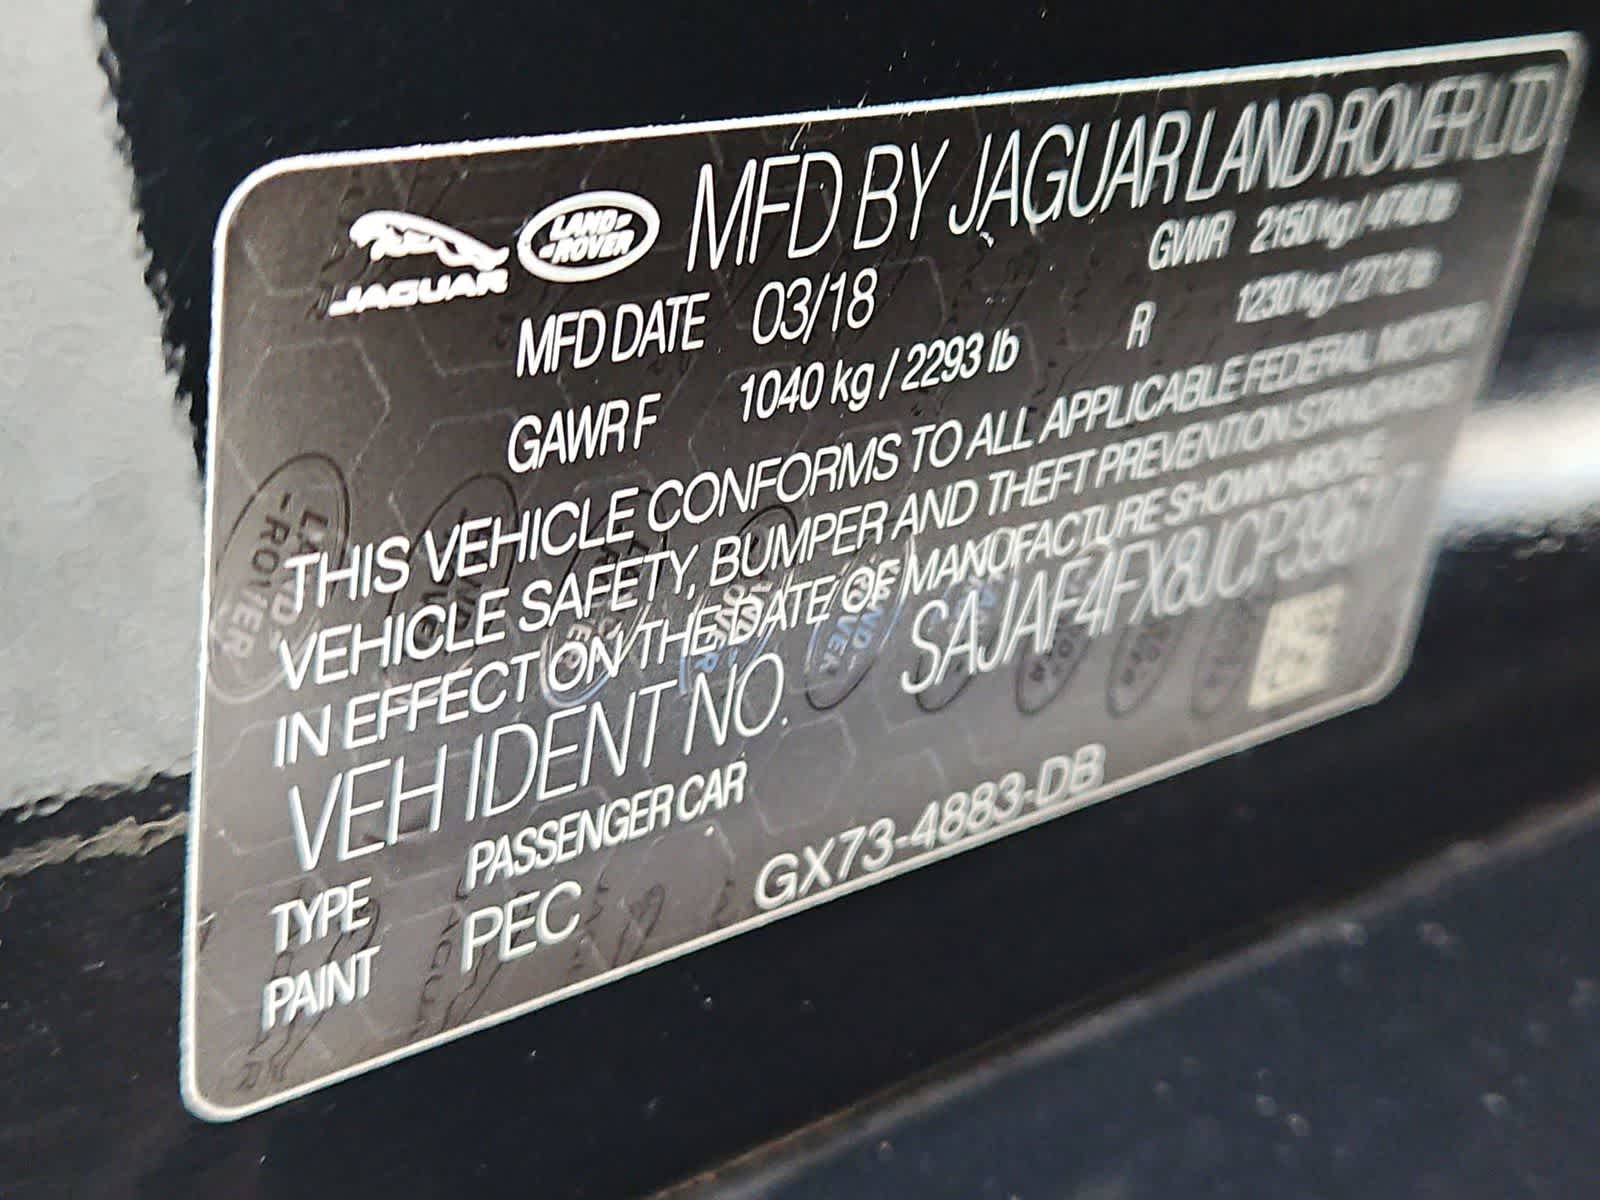 JAGUAR LAND-ROVER MFD BY JAGUAR LAND ROVER LTD
MFD DATE 03/18 GVWR 2150 kg / 4740 lb
GAWR F 1040 kg / 2293 lb R 1230 kg / 2712 lb
THIS VEHICLE CONFORMS TO ALL APPLICABLE FEDERAL MOTOR
VEHICLE SAFETY, BUMPER AND THEFT PREVENTION STANDARDS
IN EFFECT ON THE DATE OF MANUFACTURE SHOWN ABOVE
VEH IDENT NO.
TYPE PASSENGER CAR
PAINT PEC GX73-4883-DB